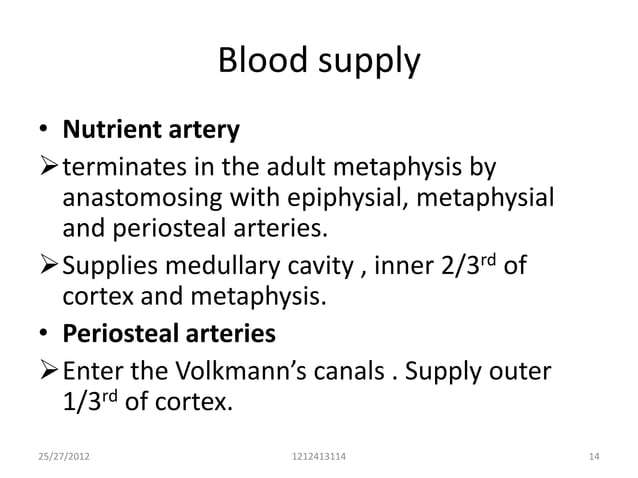 Blood supply
• Nutrient artery
➢terminates in the adult metaphysis by
anastomosing with epiphysial, metaphysial
and periosteal arteries.
➢Supplies medullary cavity , inner 2/3rd of
cortex and metaphysis.
• Periosteal arteries
➢Enter the Volkmann’s canals . Supply outer
1/3rd of cortex.
25/27/2012 1212413114 14